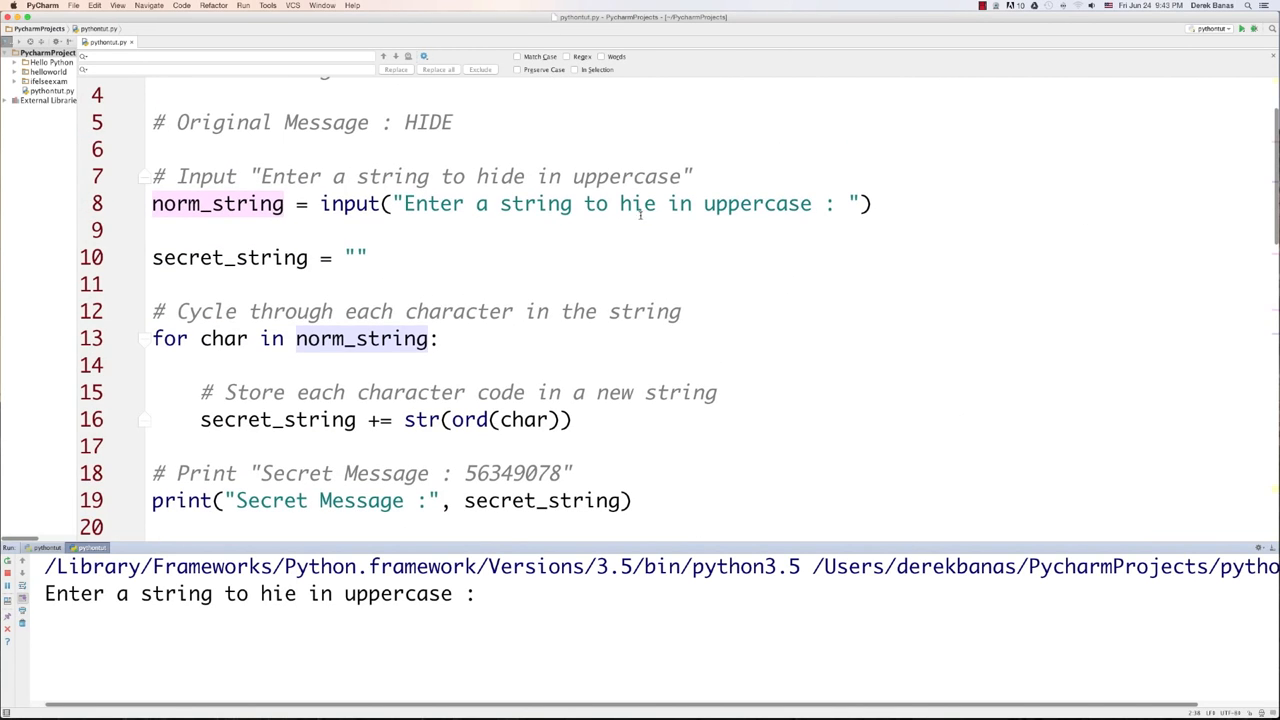 PyCharm File Edit View Navigate Code Refactor Run Tools VCS Window Help Fri Jun 24 9:43 PM Derek Banas
pythontut.py - PycharmProjects - [~/PycharmProjects]
PycharmProjects pythontut.py pythontut
pythontut.py
PycharmProject
Hello Python
helloworld
ifelseexam
pythontut.py
External Librarie
Match Case Regex Words
Replace Replace all Exclude Preserve Case In Selection
4
5 # Original Message : HIDE
6
7 # Input "Enter a string to hide in uppercase"
8 norm_string = input("Enter a string to hie in uppercase : ")
9
10 secret_string = ""
11
12 # Cycle through each character in the string
13 for char in norm_string:
14
15 # Store each character code in a new string
16 secret_string += str(ord(char))
17
18 # Print "Secret Message : 56349078"
19 print("Secret Message :", secret_string)
20
Run: pythontut pythontut
/Library/Frameworks/Python.framework/Versions/3.5/bin/python3.5 /Users/derekbanas/PycharmProjects/pytho
Enter a string to hie in uppercase :